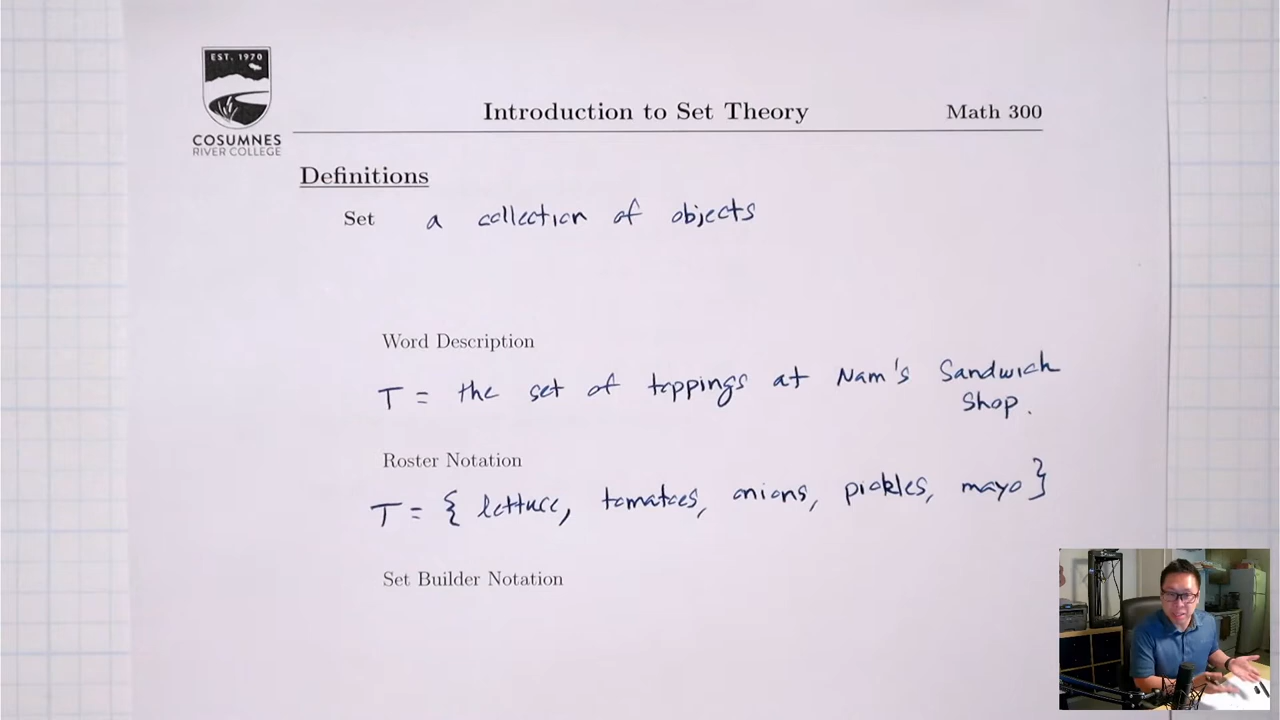 EST. 1970
COSUMNES
RIVER COLLEGE
Introduction to Set Theory
Math 300
Definitions
Set a collection of objects
Word Description
T = the set of toppings at Nam's Sandwich
Shop.
Roster Notation
T = { lettuce, tomatoes, onions, pickles, mayo }
Set Builder Notation